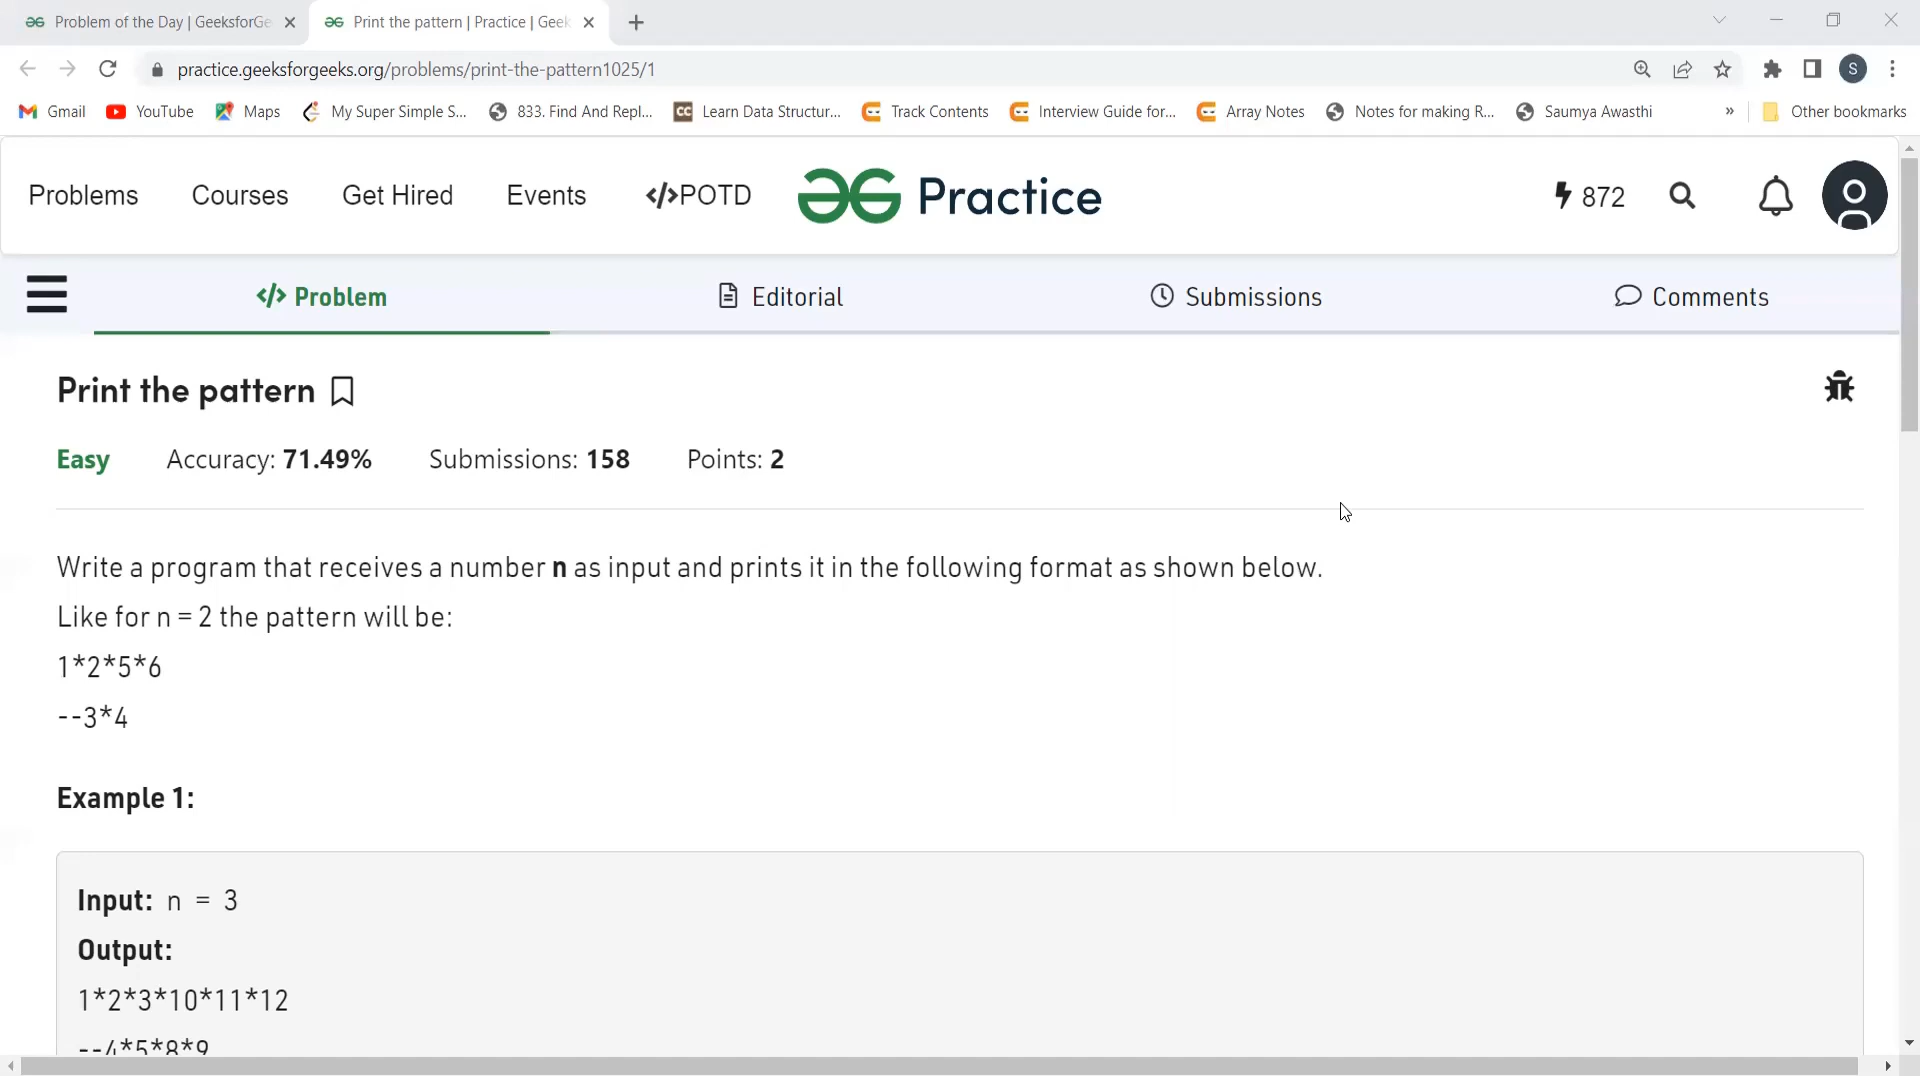 Problem of the Day | GeeksforGe
Print the pattern | Practice | Geek
practice.geeksforgeeks.org/problems/print-the-pattern1025/1
S
Gmail YouTube Maps My Super Simple S... 833. Find And Repl... CC Learn Data Structur... Track Contents Interview Guide for... Array Notes Notes for making R... Saumya Awasthi » Other bookmarks
Problems Courses Get Hired Events </>POTD Practice 872
</> Problem Editorial Submissions Comments
Print the pattern
Easy Accuracy: 71.49% Submissions: 158 Points: 2
Write a program that receives a number n as input and prints it in the following format as shown below.
Like for n = 2 the pattern will be:
1*2*5*6
--3*4
Example 1:
Input: n = 3
Output:
1*2*3*10*11*12
--4*5*8*9